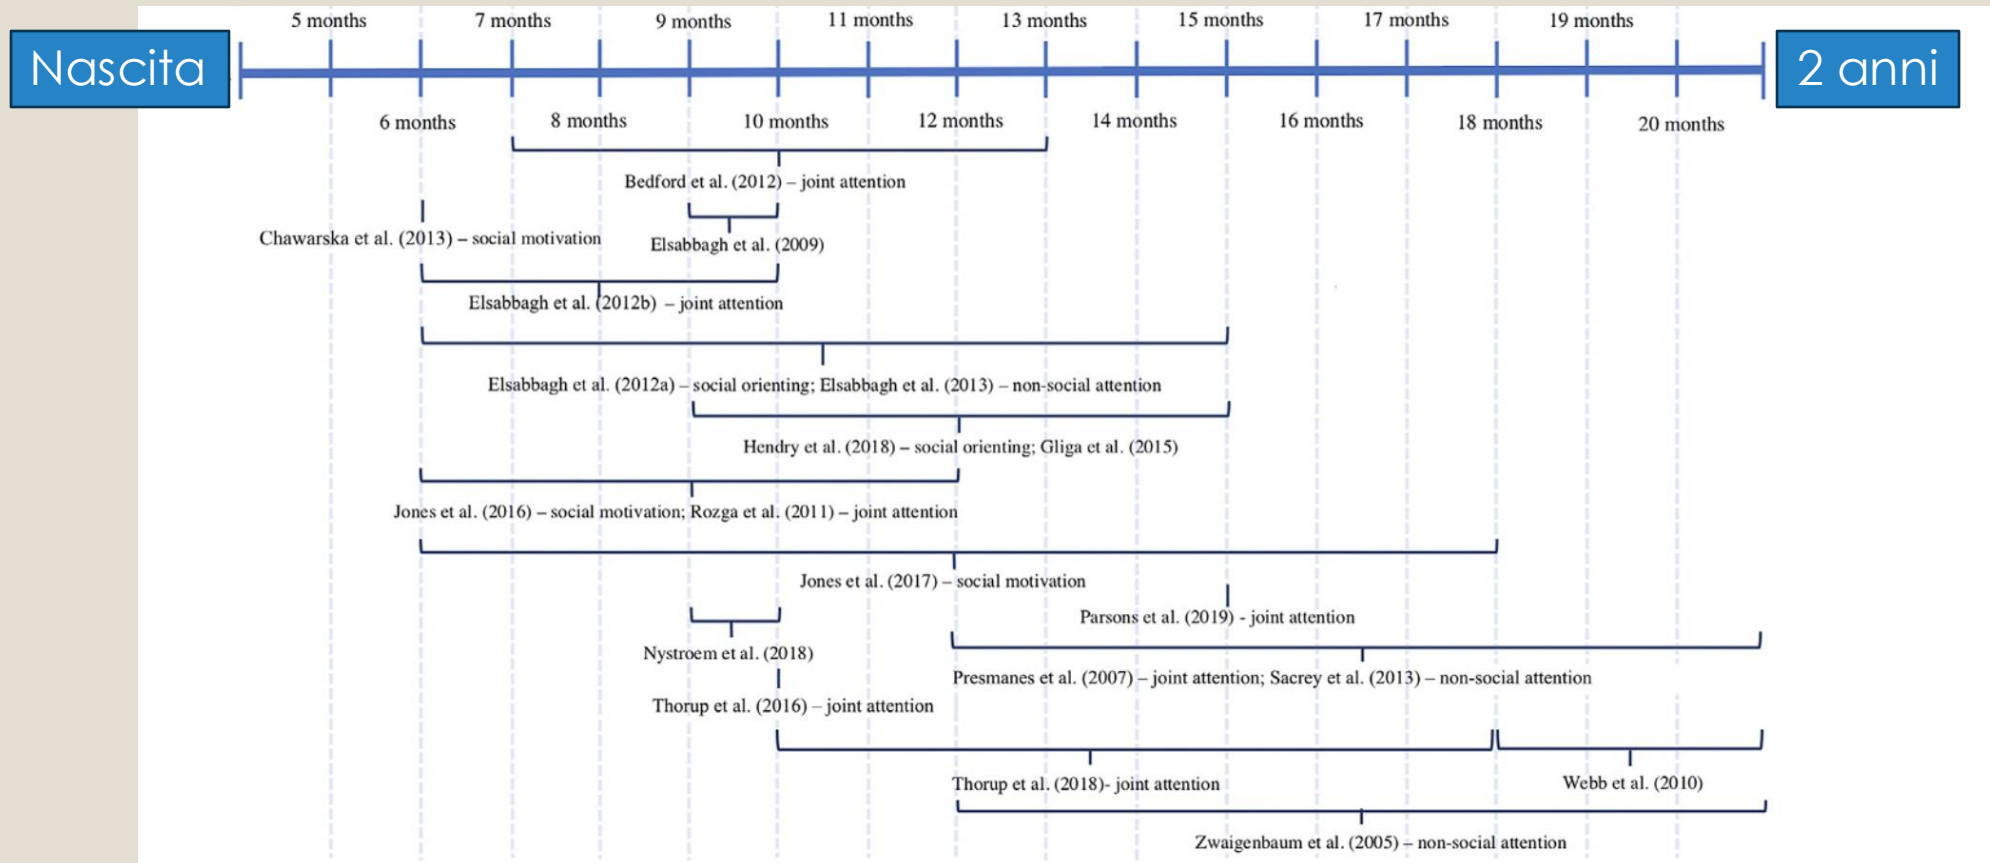 5 months 7 months 9 months 11 months 13 months 15 months 17 months 19 months
Nascita
2 anni
6 months 8 months 10 months 12 months 14 months 16 months 18 months 20 months
Bedford et al. (2012) – joint attention
Chawarska et al. (2013) – social motivation
Elsabbagh et al. (2009)
Elsabbagh et al. (2012b) – joint attention
Elsabbagh et al. (2012a) – social orienting; Elsabbagh et al. (2013) – non-social attention
Hendry et al. (2018) – social orienting; Gliga et al. (2015)
Jones et al. (2016) – social motivation; Rozga et al. (2011) – joint attention
Jones et al. (2017) – social motivation
Parsons et al. (2019) - joint attention
Nystroem et al. (2018)
Presmanes et al. (2007) – joint attention; Sacrey et al. (2013) – non-social attention
Thorup et al. (2016) – joint attention
Thorup et al. (2018)- joint attention
Webb et al. (2010)
Zwaigenbaum et al. (2005) – non-social attention